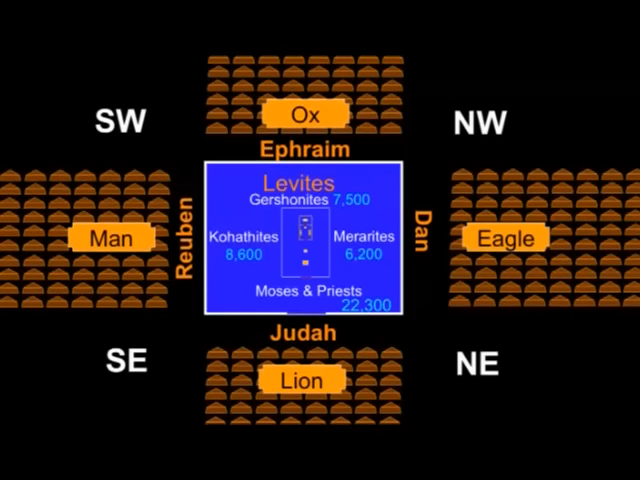 Ox
SW
NW
Ephraim
Levites
Gershonites 7,500
Reuben
Man
Kohathites
8,600
Merarites
6,200
Dan
Eagle
Moses & Priests
22,300
Judah
SE
Lion
NE